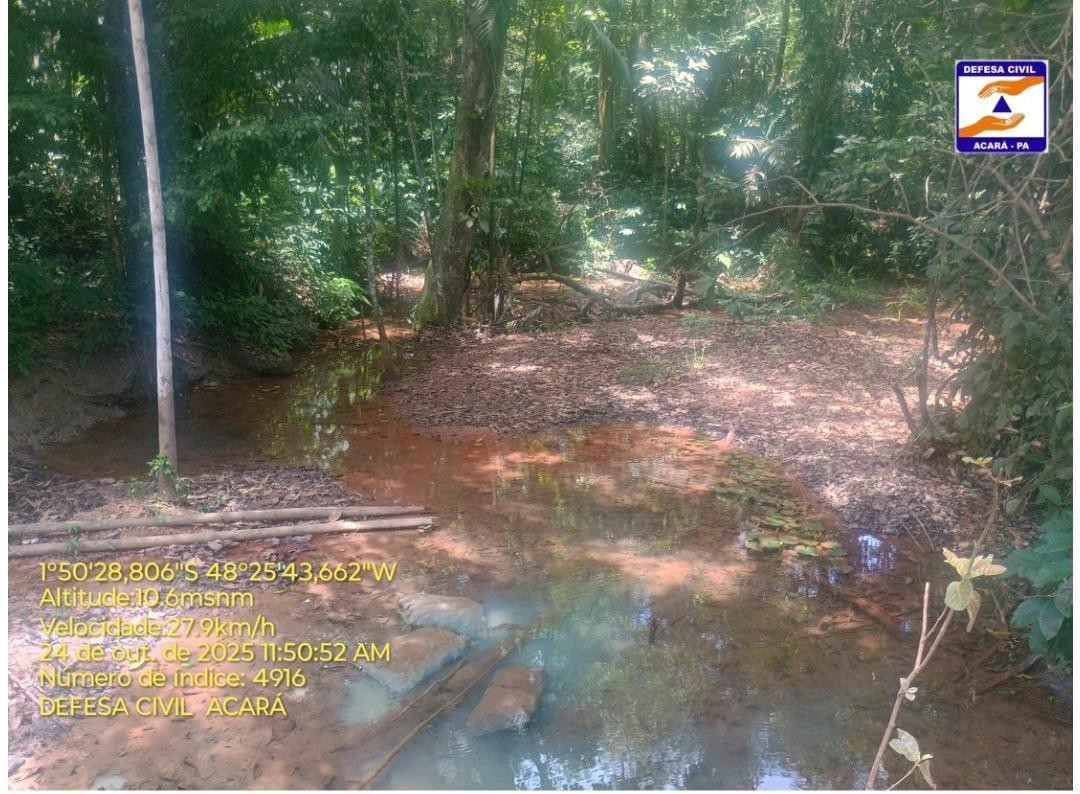 DEFESA CIVIL
ACARÁ - PA
1°50'28,806"S 48°25'43,662"W
Altitude:10.6msnm
Velocidade:27.9km/h
24 de out. de 2025 11:50:52 AM
Número de índice: 4916
DEFESA CIVIL ACARÁ